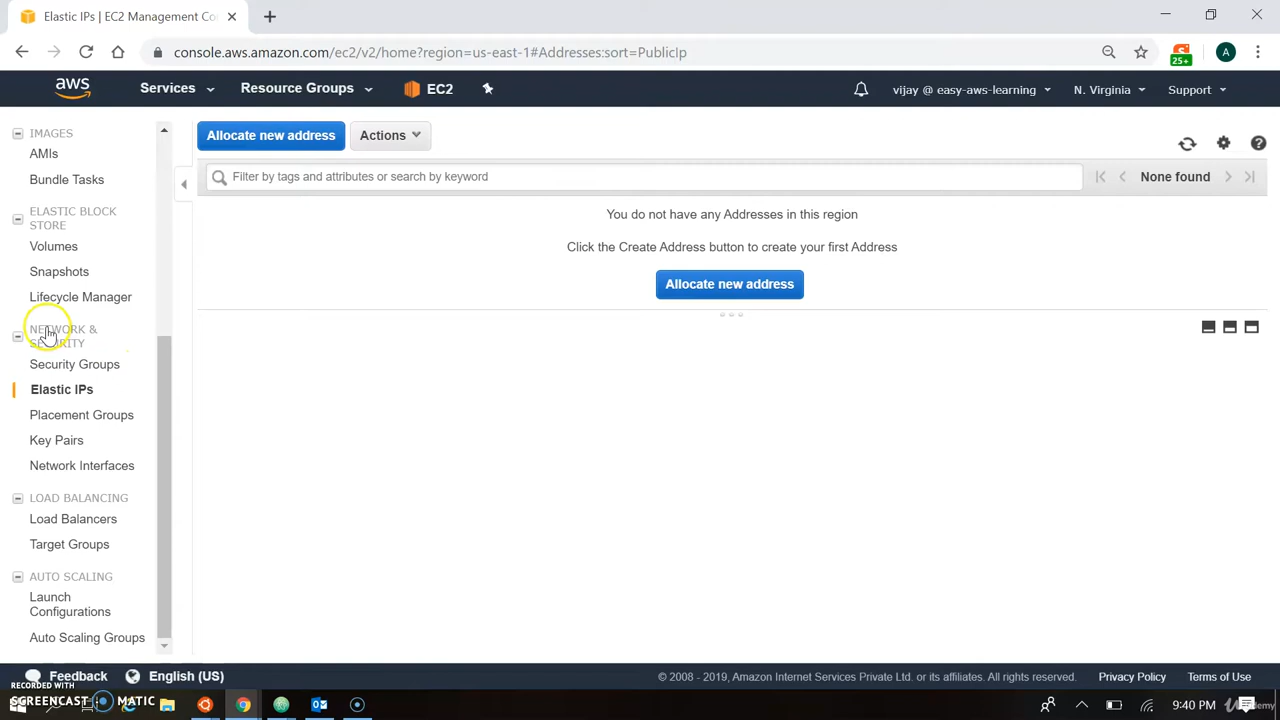 Elastic IPs | EC2 Management Co
console.aws.amazon.com/ec2/v2/home?region=us-east-1#Addresses:sort=PublicIp
25+
A
aws
Services
Resource Groups
EC2
vijay @ easy-aws-learning
N. Virginia
Support
IMAGES
AMIs
Bundle Tasks
ELASTIC BLOCK
STORE
Volumes
Snapshots
Lifecycle Manager
NETWORK &
SECURITY
Security Groups
Elastic IPs
Placement Groups
Key Pairs
Network Interfaces
LOAD BALANCING
Load Balancers
Target Groups
AUTO SCALING
Launch
Configurations
Auto Scaling Groups
Allocate new address
Actions
Filter by tags and attributes or search by keyword
None found
You do not have any Addresses in this region
Click the Create Address button to create your first Address
Allocate new address
Feedback
English (US)
© 2008 - 2019, Amazon Internet Services Private Ltd. or its affiliates. All rights reserved.
Privacy Policy
Terms of Use
RECORDED WITH
SCREENCAST MATIC
9:40 PM
Udemy